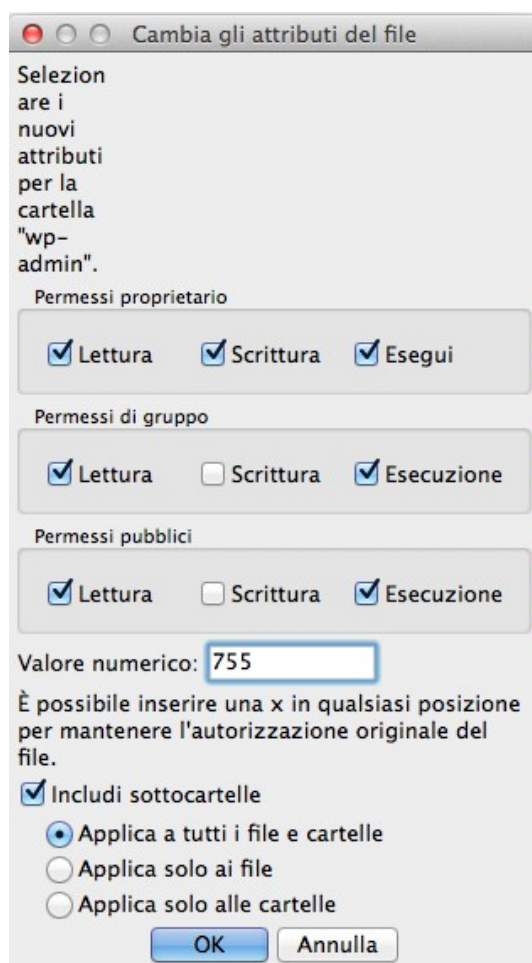 Cambia gli attributi del file
Selezion
are i
nuovi
attributi
per la
cartella
"wp-
admin".
Permessi proprietario
Lettura Scrittura Esegui
Permessi di gruppo
Lettura Scrittura Esecuzione
Permessi pubblici
Lettura Scrittura Esecuzione
Valore numerico: 755
È possibile inserire una x in qualsiasi posizione
per mantenere l'autorizzazione originale del
file.
Includi sottocartelle
Applica a tutti i file e cartelle
Applica solo ai file
Applica solo alle cartelle
OK Annulla